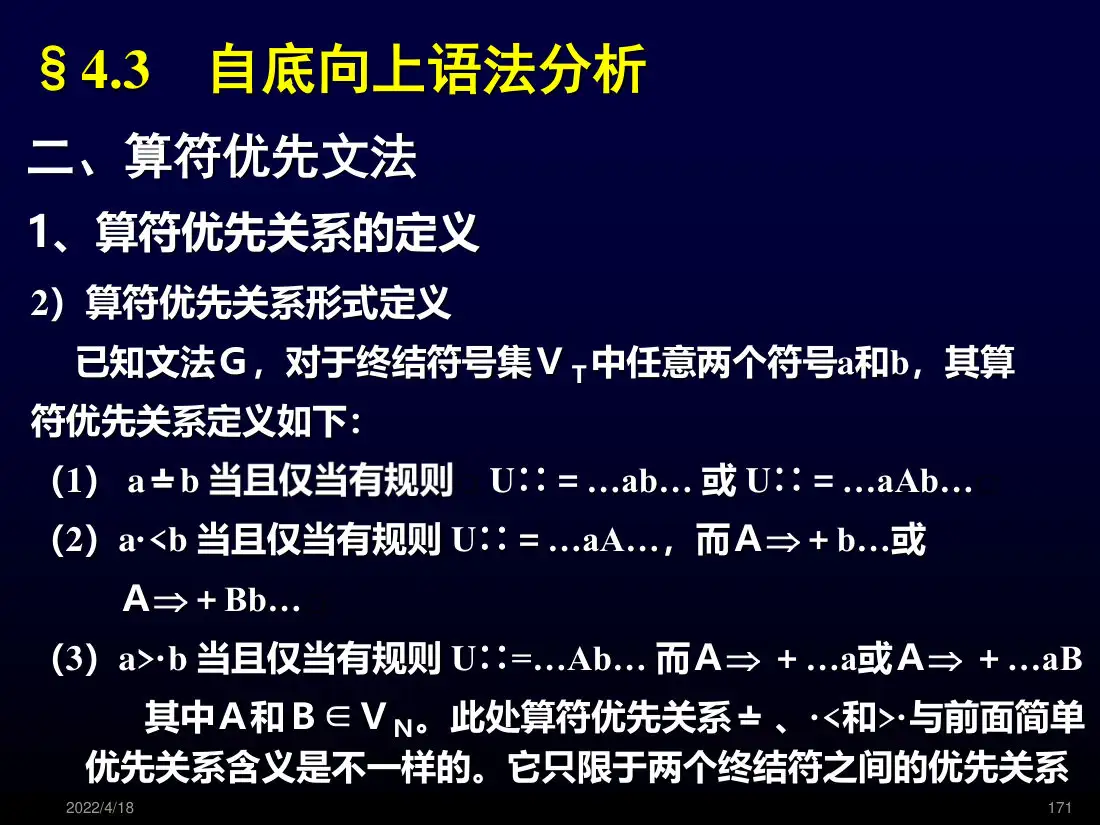 §4.3 自底向上语法分析
二、算符优先文法
1、算符优先关系的定义
2）算符优先关系形式定义
已知文法G，对于终结符号集VT中任意两个符号a和b，其算
符优先关系定义如下：
（1） a≐b 当且仅当有规则 U∷＝…ab… 或 U∷＝…aAb…
（2）a·<b 当且仅当有规则 U∷＝…aA…，而A⇒＋b…或
A⇒＋Bb…
（3）a>·b 当且仅当有规则 U∷=…Ab… 而A⇒ ＋…a或A⇒ ＋…aB
其中A和B∈VN。此处算符优先关系≐ 、·<和>·与前面简单
优先关系含义是不一样的。它只限于两个终结符之间的优先关系
2022/4/18
171